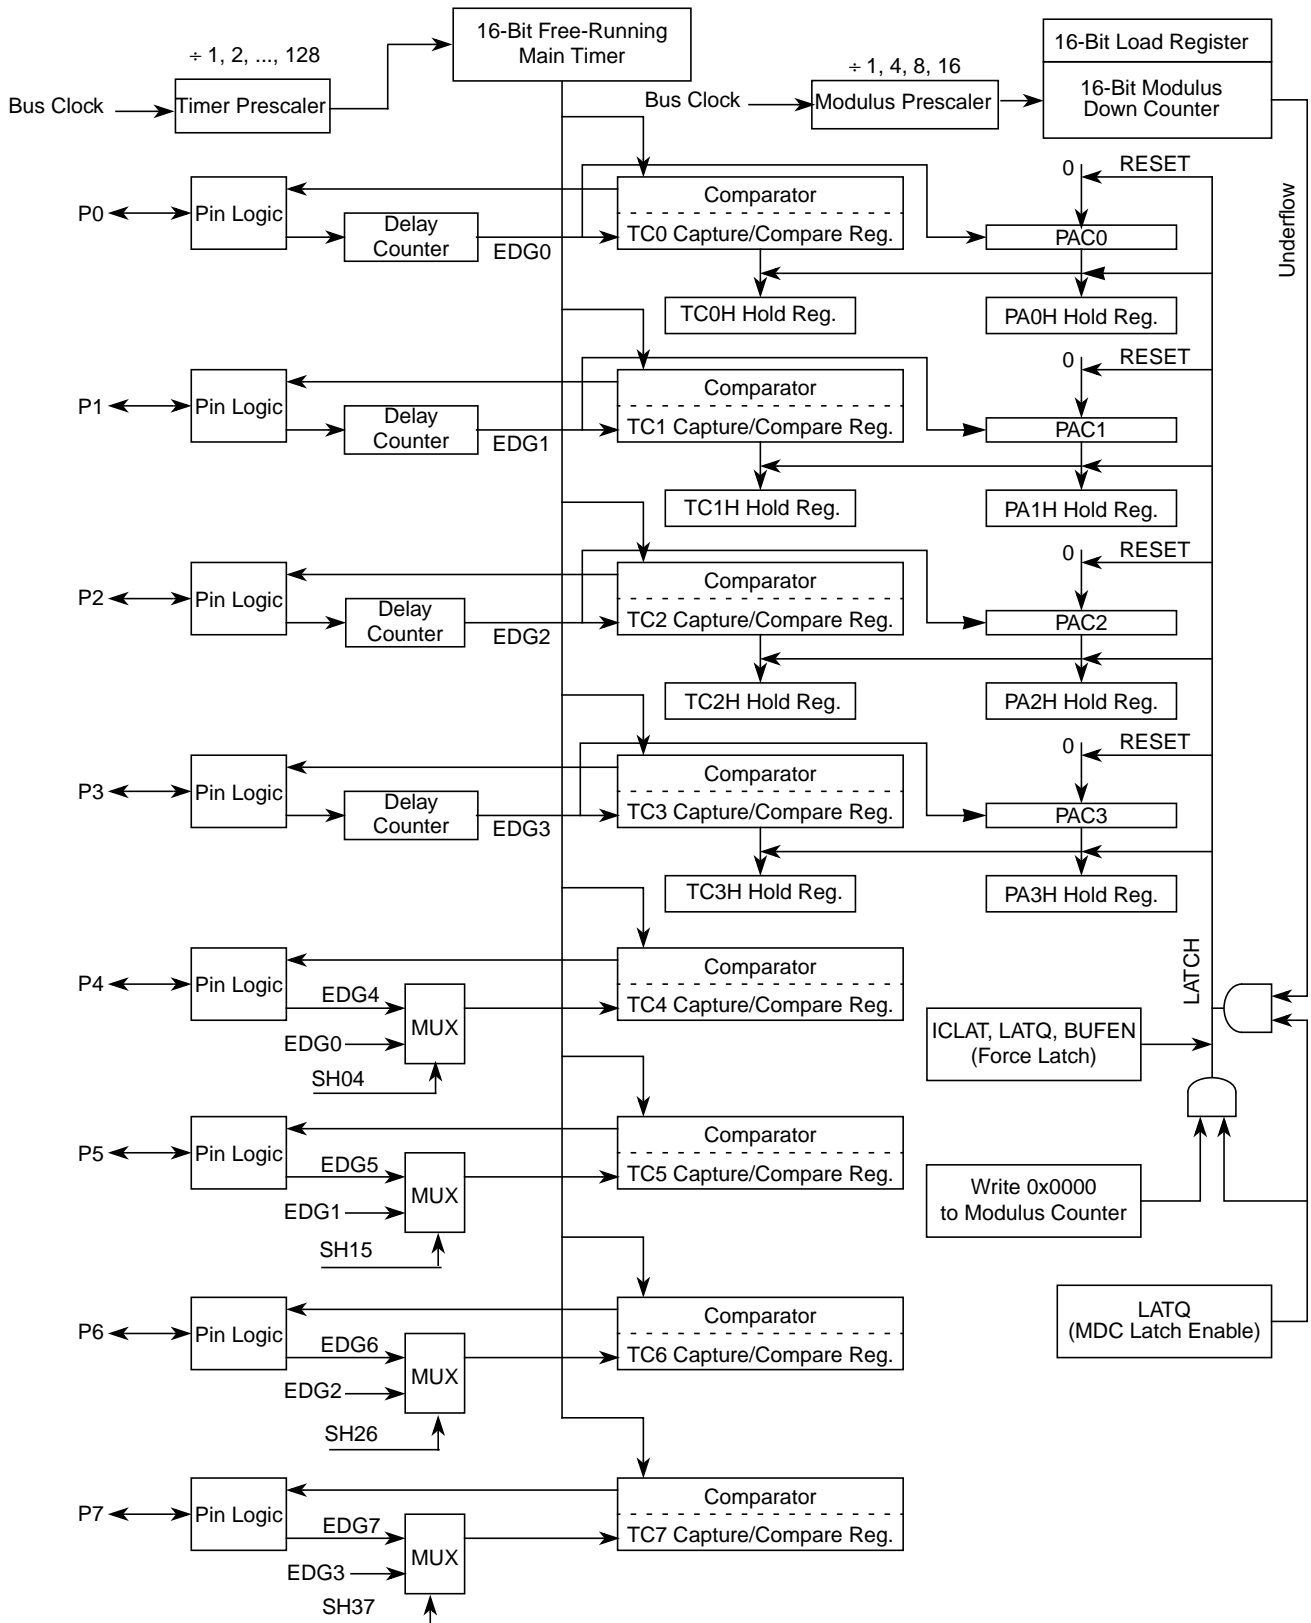 16-Bit Free-Running
Main Timer
÷ 1, 2, ..., 128
Bus Clock
Timer Prescaler
÷ 1, 4, 8, 16
Bus Clock
Modulus Prescaler
16-Bit Load Register
16-Bit Modulus
Down Counter
Underflow
P0
Pin Logic
Delay
Counter
EDG0
Comparator
TC0 Capture/Compare Reg.
TC0H Hold Reg.
0
RESET
PAC0
PA0H Hold Reg.
P1
Pin Logic
Delay
Counter
EDG1
Comparator
TC1 Capture/Compare Reg.
TC1H Hold Reg.
0
RESET
PAC1
PA1H Hold Reg.
P2
Pin Logic
Delay
Counter
EDG2
Comparator
TC2 Capture/Compare Reg.
TC2H Hold Reg.
0
RESET
PAC2
PA2H Hold Reg.
P3
Pin Logic
Delay
Counter
EDG3
Comparator
TC3 Capture/Compare Reg.
TC3H Hold Reg.
0
RESET
PAC3
PA3H Hold Reg.
LATCH
P4
Pin Logic
EDG4
EDG0
MUX
SH04
Comparator
TC4 Capture/Compare Reg.
ICLAT, LATQ, BUFEN
(Force Latch)
P5
Pin Logic
EDG5
EDG1
MUX
SH15
Comparator
TC5 Capture/Compare Reg.
Write 0x0000
to Modulus Counter
P6
Pin Logic
EDG6
EDG2
MUX
SH26
Comparator
TC6 Capture/Compare Reg.
LATQ
(MDC Latch Enable)
P7
Pin Logic
EDG7
EDG3
MUX
SH37
Comparator
TC7 Capture/Compare Reg.